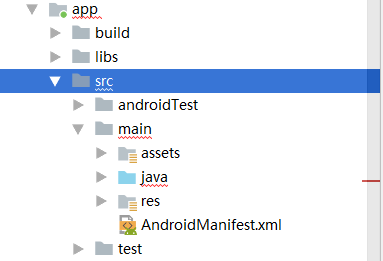 app
build
libs
src
androidTest
main
assets
java
res
AndroidManifest.xml
test